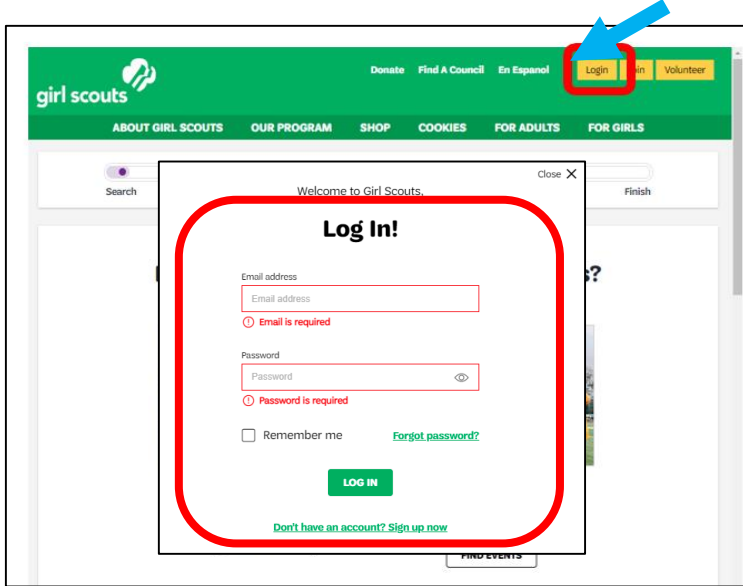 girl scouts
Donate Find A Council En Espanol Login Join Volunteer
ABOUT GIRL SCOUTS OUR PROGRAM SHOP COOKIES FOR ADULTS FOR GIRLS
Close X
Search Welcome to Girl Scouts. Finish
Log In!
s?
Email address
Email address
Email is required
Password
Password
Password is required
Remember me Forgot password?
LOG IN
Don't have an account? Sign up now
FIND EVENTS